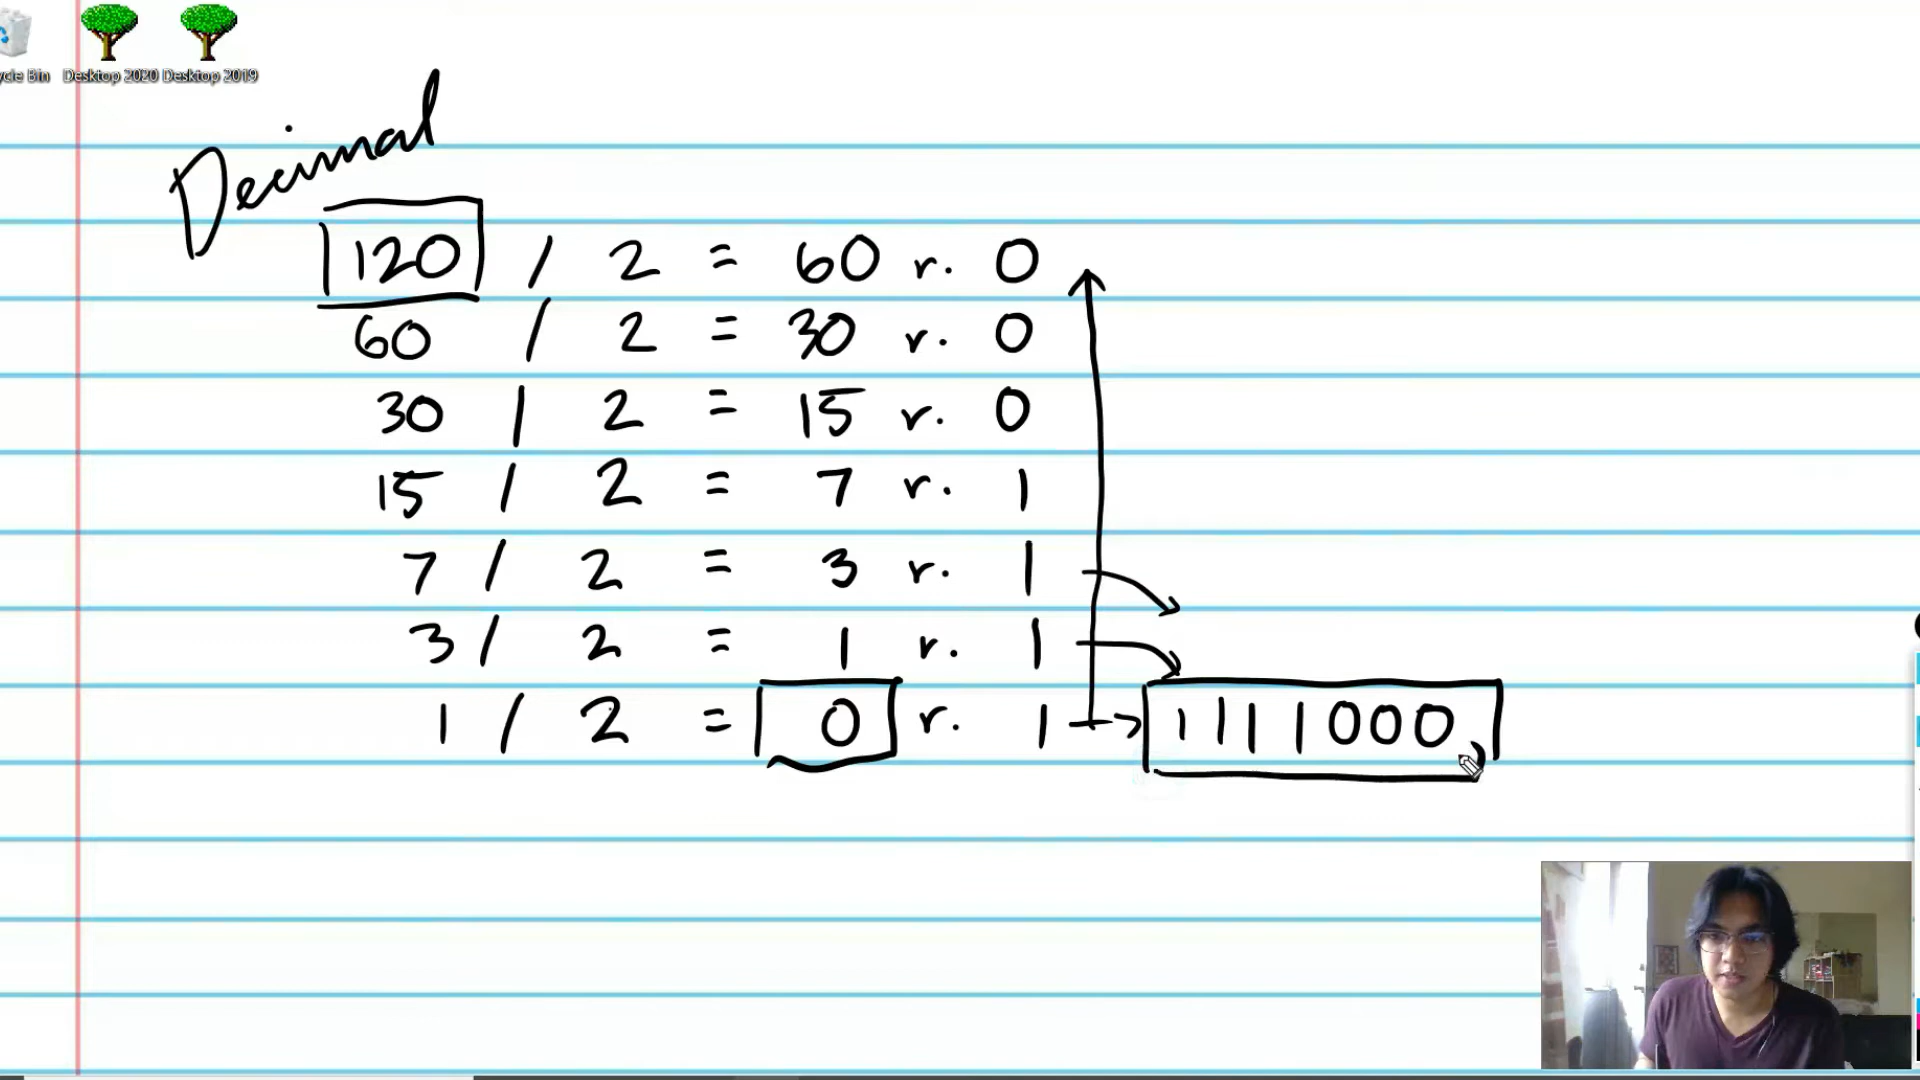 cycle Bin Desktop 2020 Desktop 2019
Decimal
120 / 2 = 60 r. 0
60 / 2 = 30 r. 0
30 / 2 = 15 r. 0
15 / 2 = 7 r. 1
7 / 2 = 3 r. 1
3 / 2 = 1 r. 1
1 / 2 = 0 r. 1 → 1111000